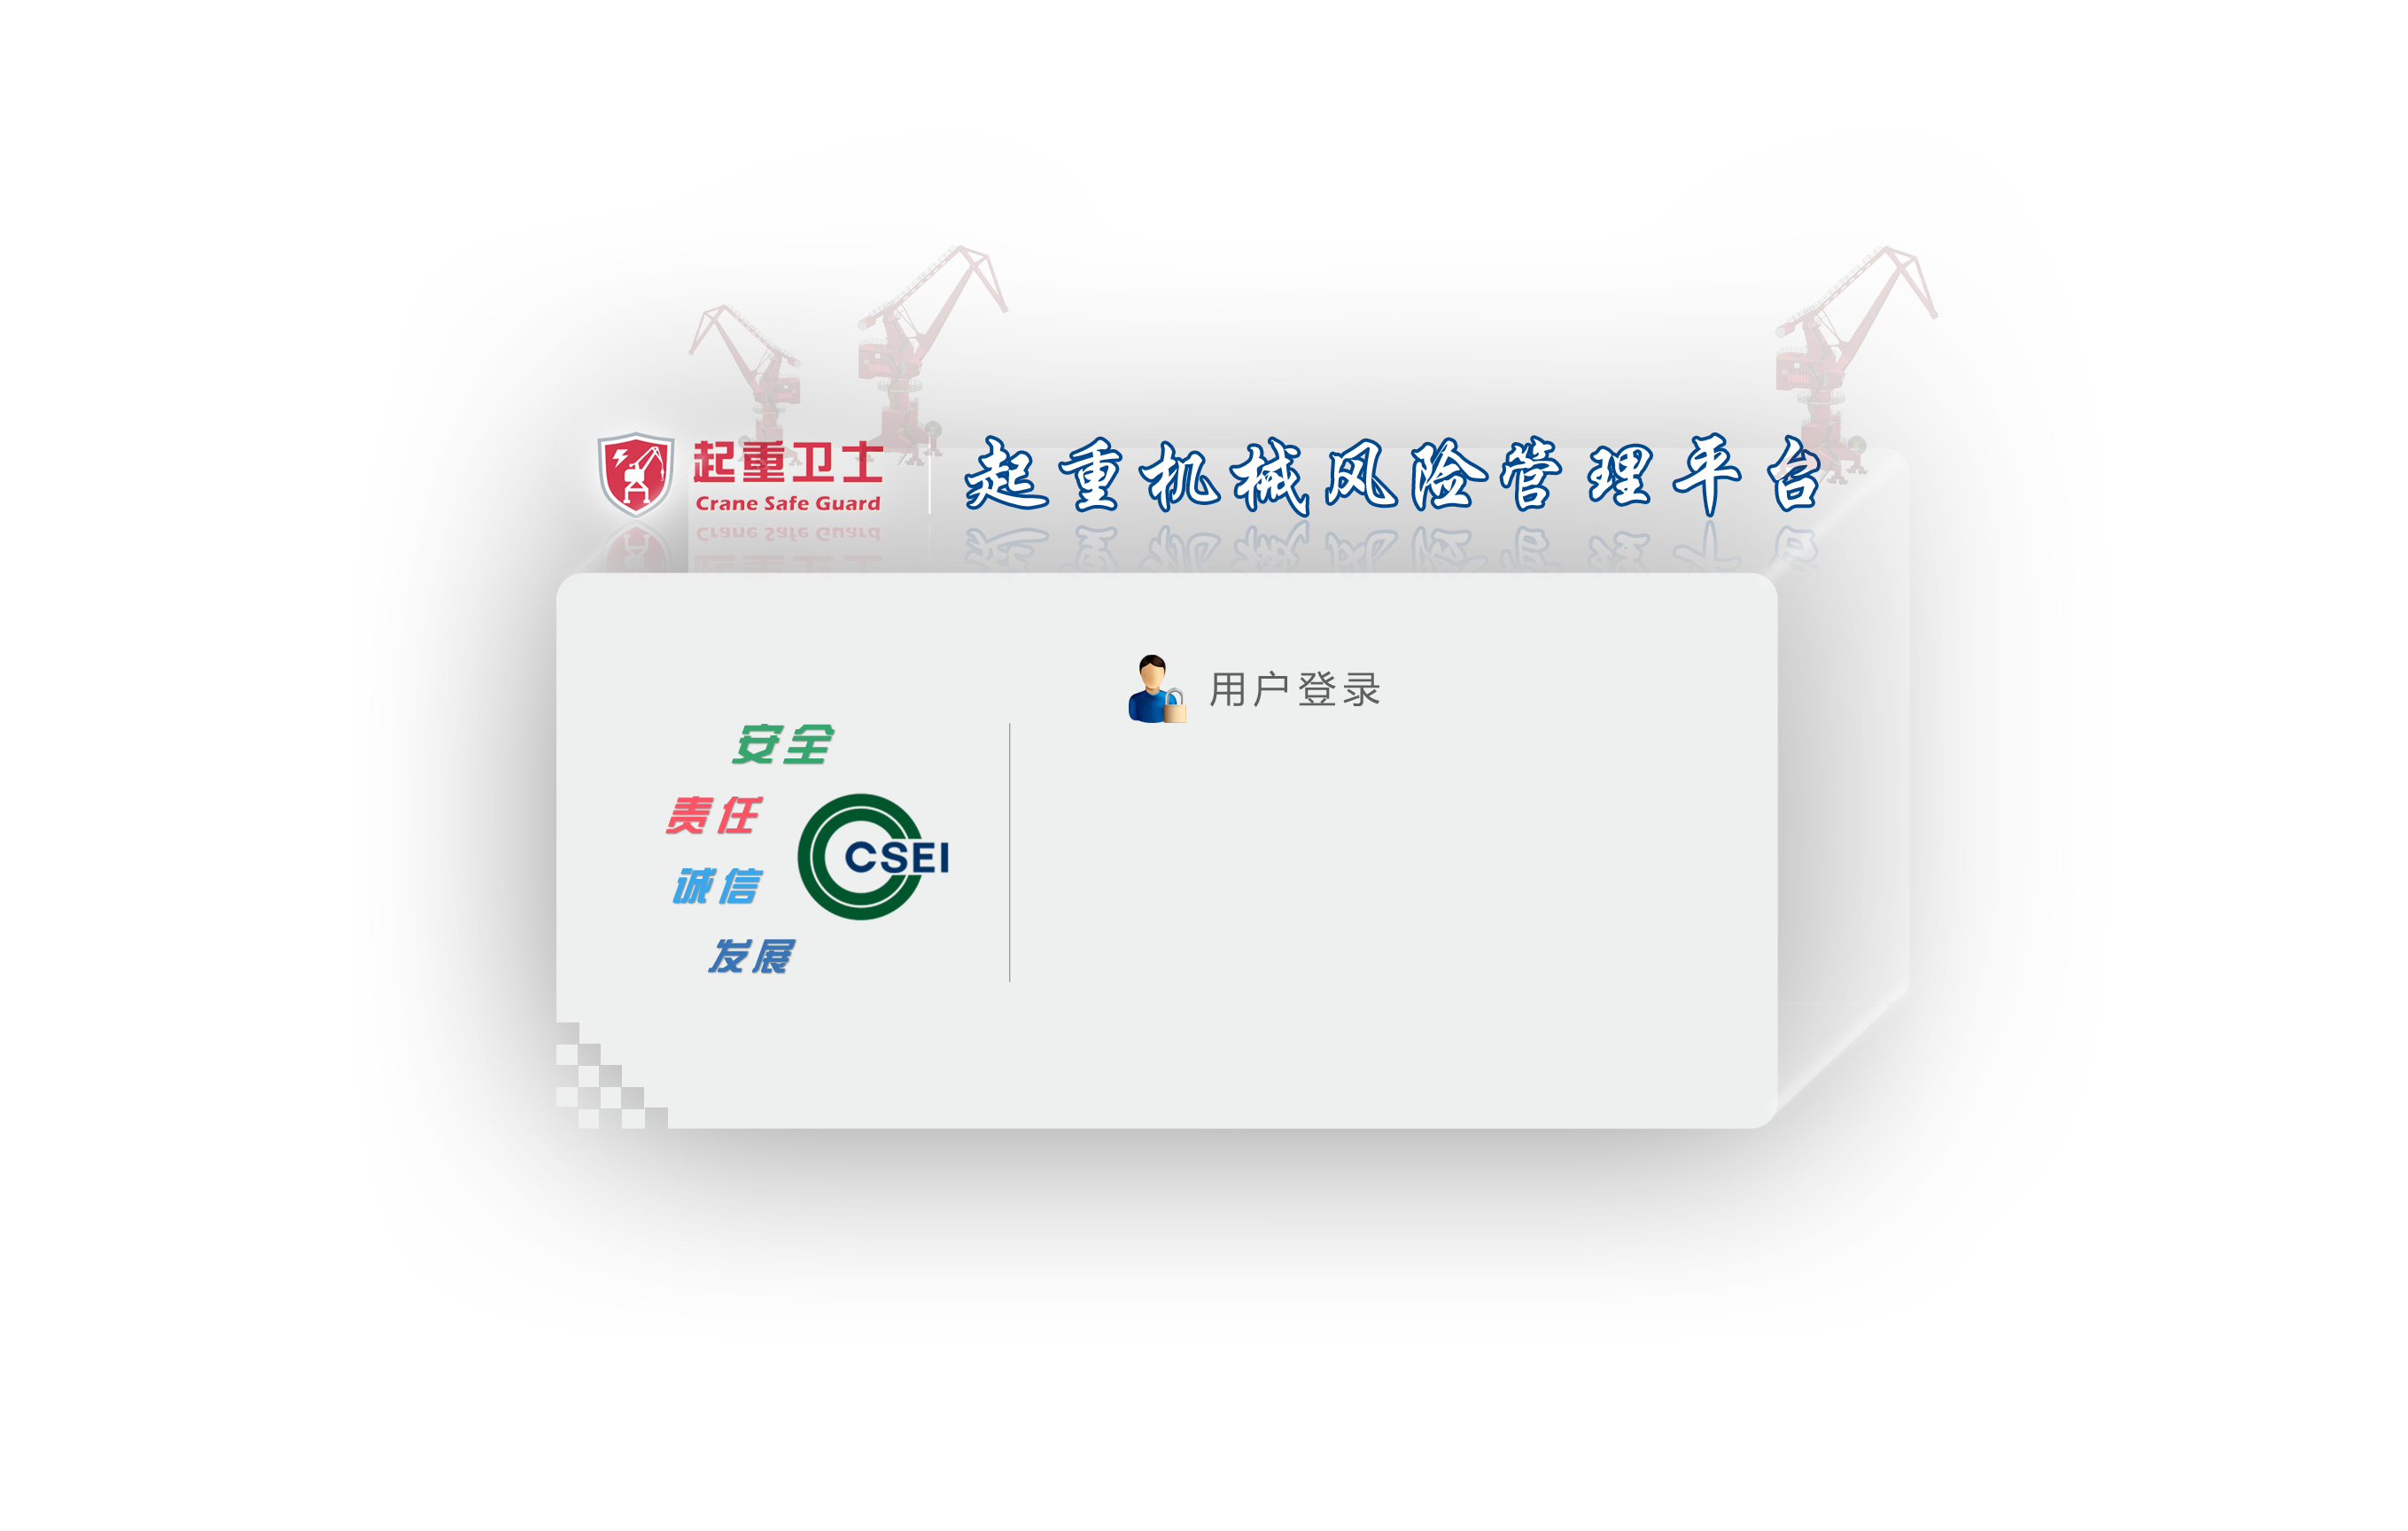 起重卫士
Crane Safe Guard
起重机械风险管理平台
用户登录
安全
责任
诚信
发展
CSEI